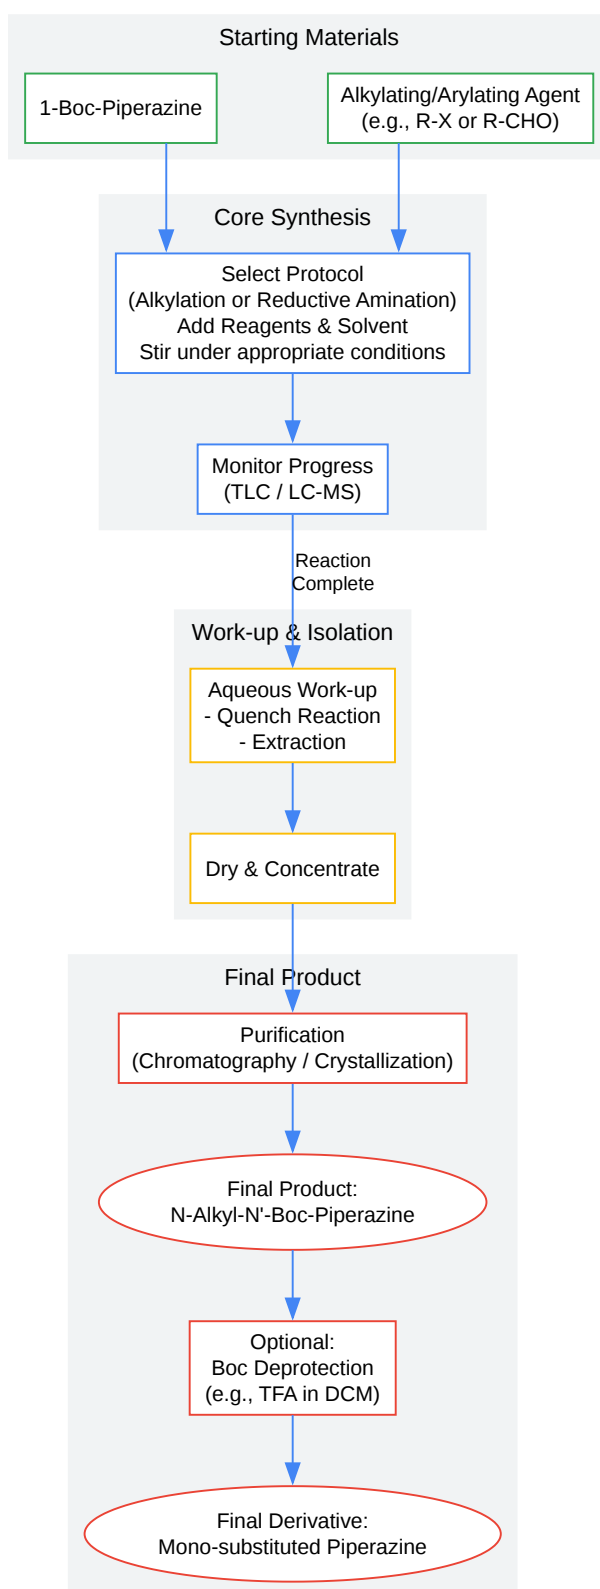 Starting Materials
1-Boc-Piperazine
Alkylating/Arylating Agent
(e.g., R-X or R-CHO)
Core Synthesis
Select Protocol
(Alkylation or Reductive Amination)
Add Reagents & Solvent
Stir under appropriate conditions
Monitor Progress
(TLC / LC-MS)
Reaction
Complete
Work-up & Isolation
Aqueous Work-up
- Quench Reaction
- Extraction
Dry & Concentrate
Final Product
Purification
(Chromatography / Crystallization)
Final Product:
N-Alkyl-N'-Boc-Piperazine
Optional:
Boc Deprotection
(e.g., TFA in DCM)
Final Derivative:
Mono-substituted Piperazine